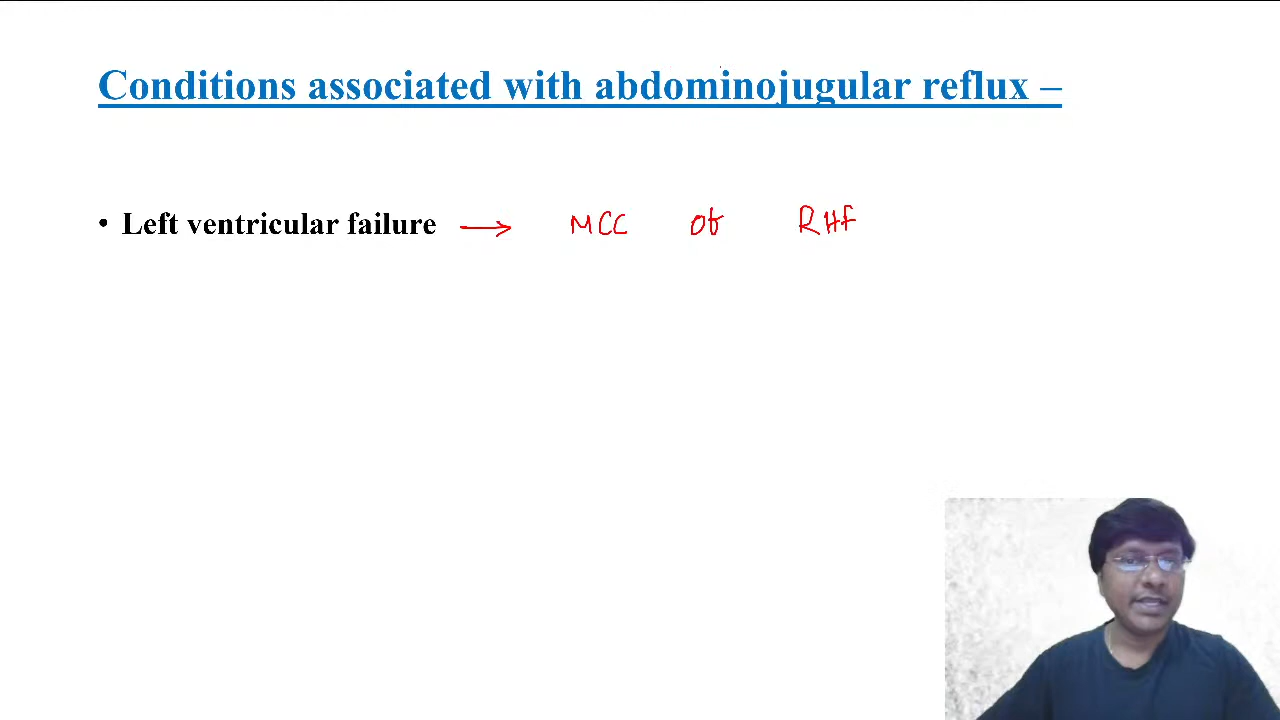 Conditions associated with abdominojugular reflux –
• Left ventricular failure → MCC of RHF